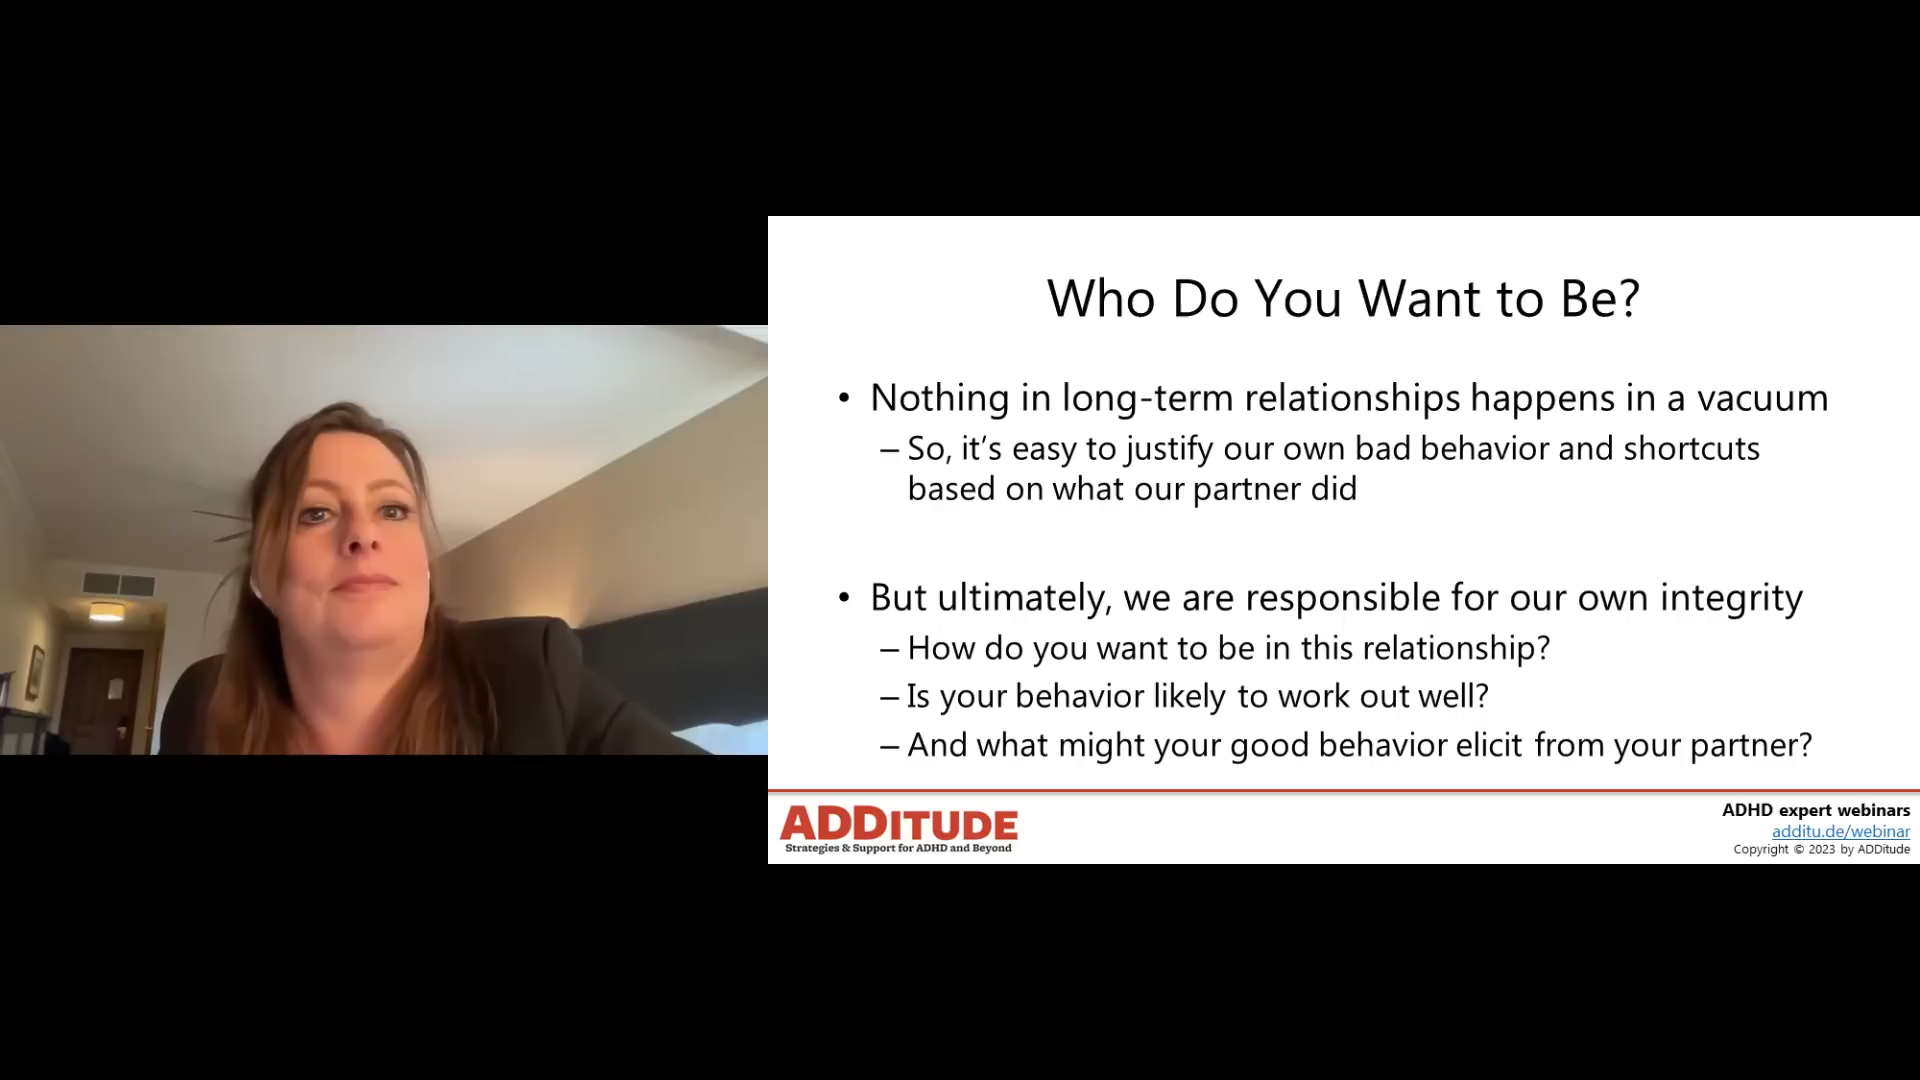 Who Do You Want to Be?
• Nothing in long-term relationships happens in a vacuum
– So, it’s easy to justify our own bad behavior and shortcuts
based on what our partner did
• But ultimately, we are responsible for our own integrity
– How do you want to be in this relationship?
– Is your behavior likely to work out well?
– And what might your good behavior elicit from your partner?
ADDITUDE
Strategies & Support for ADHD and Beyond
ADHD expert webinars
additu.de/webinar
Copyright © 2023 by ADDitude